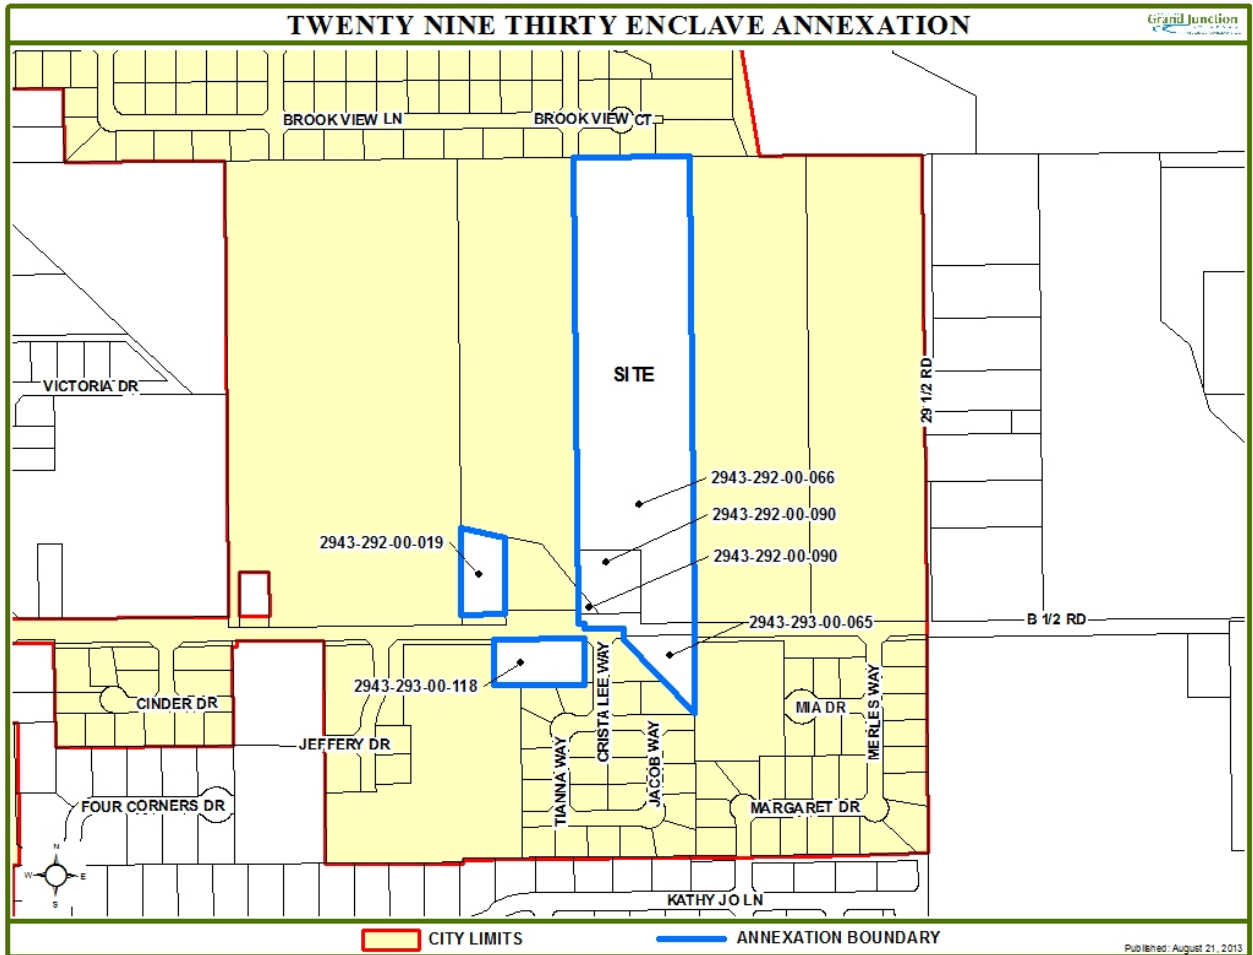 TWENTY NINE THIRTY ENCLAVE ANNEXATION
Grand Junction
BROOK VIEW LN
BROOK VIEW CT
VICTORIA DR
SITE
29 1/2 RD
2943-292-00-066
2943-292-00-090
2943-292-00-019
2943-292-00-090
B 1/2 RD
2943-293-00-065
2943-293-00-118
CINDER DR
CRISTA LEE WAY
MIA DR
MERLES WAY
JEFFERY DR
TIANNA WAY
JACOB WAY
FOUR CORNERS DR
MARGARET DR
N
W E
S
KATHY JO LN
CITY LIMITS
ANNEXATION BOUNDARY
Published: August 21, 2013